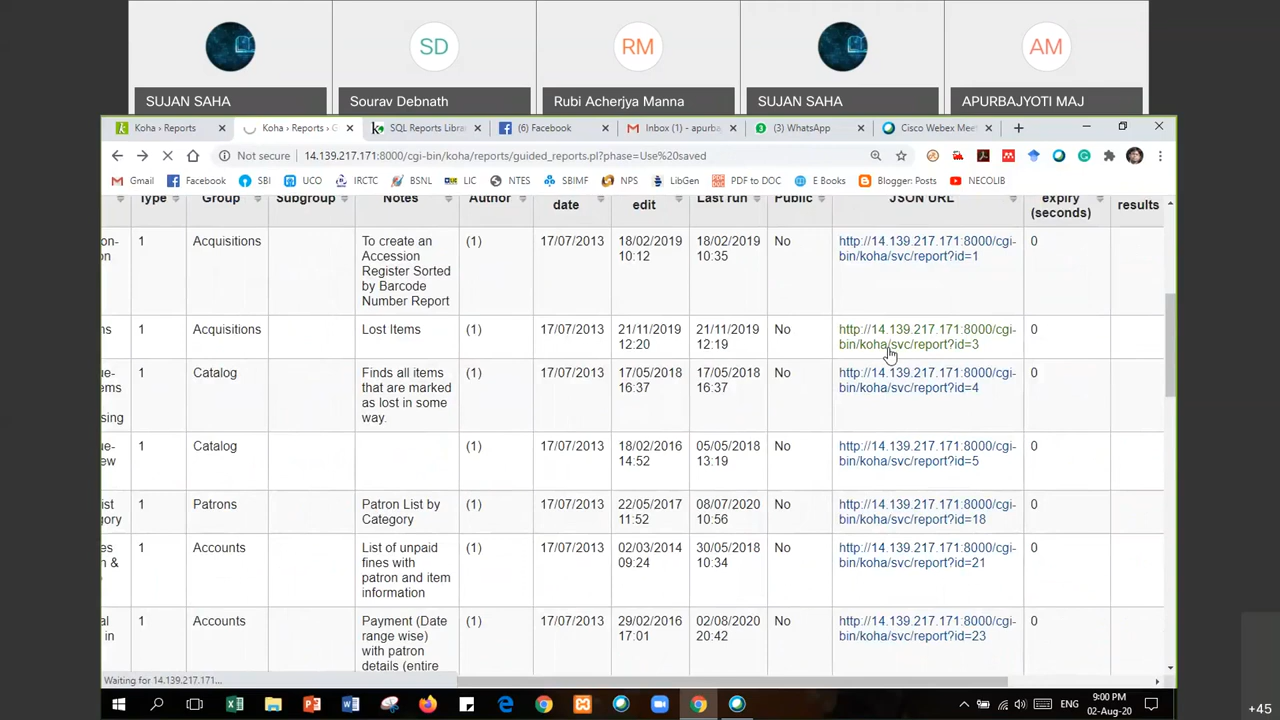 SD
RM
AM
SUJAN SAHA
Sourav Debnath
Rubi Acherjya Manna
SUJAN SAHA
APURBAJYOTI MAJ
Koha › Reports
Koha › Reports › G
SQL Reports Libra
(6) Facebook
Inbox (1) - apurba
(3) WhatsApp
Cisco Webex Mee
Not secure
14.139.217.171:8000/cgi-bin/koha/reports/guided_reports.pl?phase=Use%20saved
Gmail
Facebook
SBI
UCO
IRCTC
BSNL
LIC
NTES
SBIMF
NPS
LibGen
PDF to DOC
E Books
Blogger: Posts
NECOLIB
Type
Group
Subgroup
Notes
Author
date
edit
Last run
Public
JSON URL
expiry
(seconds)
results
on-
on
1
Acquisitions
To create an
Accession
Register Sorted
by Barcode
Number Report
(1)
17/07/2013
18/02/2019
10:12
18/02/2019
10:35
No
http://14.139.217.171:8000/cgi-
bin/koha/svc/report?id=1
0
ns
1
Acquisitions
Lost Items
(1)
17/07/2013
21/11/2019
12:20
21/11/2019
12:19
No
http://14.139.217.171:8000/cgi-
bin/koha/svc/report?id=3
0
ue-
ems
sing
1
Catalog
Finds all items
that are marked
as lost in some
way.
(1)
17/07/2013
17/05/2018
16:37
17/05/2018
16:37
No
http://14.139.217.171:8000/cgi-
bin/koha/svc/report?id=4
0
ue-
ew
1
Catalog
(1)
17/07/2013
18/02/2016
14:52
05/05/2018
13:19
No
http://14.139.217.171:8000/cgi-
bin/koha/svc/report?id=5
0
ist
gory
1
Patrons
Patron List by
Category
(1)
17/07/2013
22/05/2017
11:52
08/07/2020
10:56
No
http://14.139.217.171:8000/cgi-
bin/koha/svc/report?id=18
0
es
n &
1
Accounts
List of unpaid
fines with
patron and item
information
(1)
17/07/2013
02/03/2014
09:24
30/05/2018
10:34
No
http://14.139.217.171:8000/cgi-
bin/koha/svc/report?id=21
0
al
in
1
Accounts
Payment (Date
range wise)
with patron
details (entire
(1)
17/07/2013
29/02/2016
17:01
02/08/2020
20:42
No
http://14.139.217.171:8000/cgi-
bin/koha/svc/report?id=23
0
Waiting for 14.139.217.171...
ENG
9:00 PM
02-Aug-20
+45